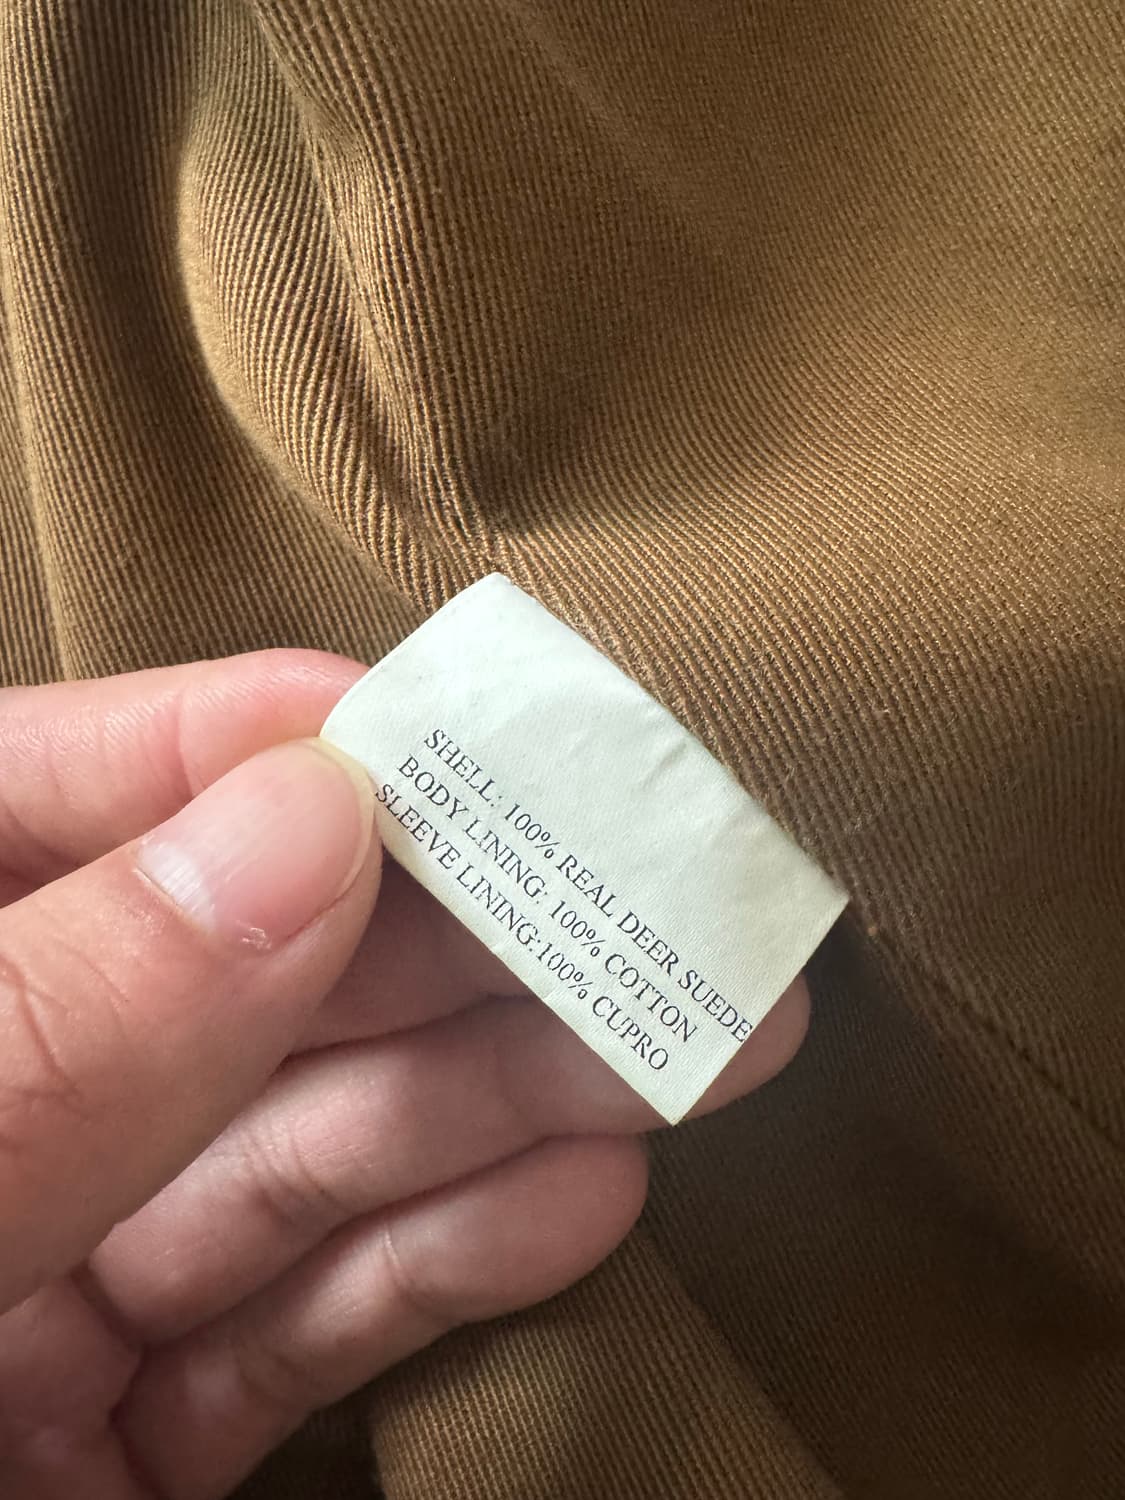 SHELL: 100% REAL DEER SUEDE
BODY LINING: 100% COTTON
SLEEVE LINING:100% CUPRO